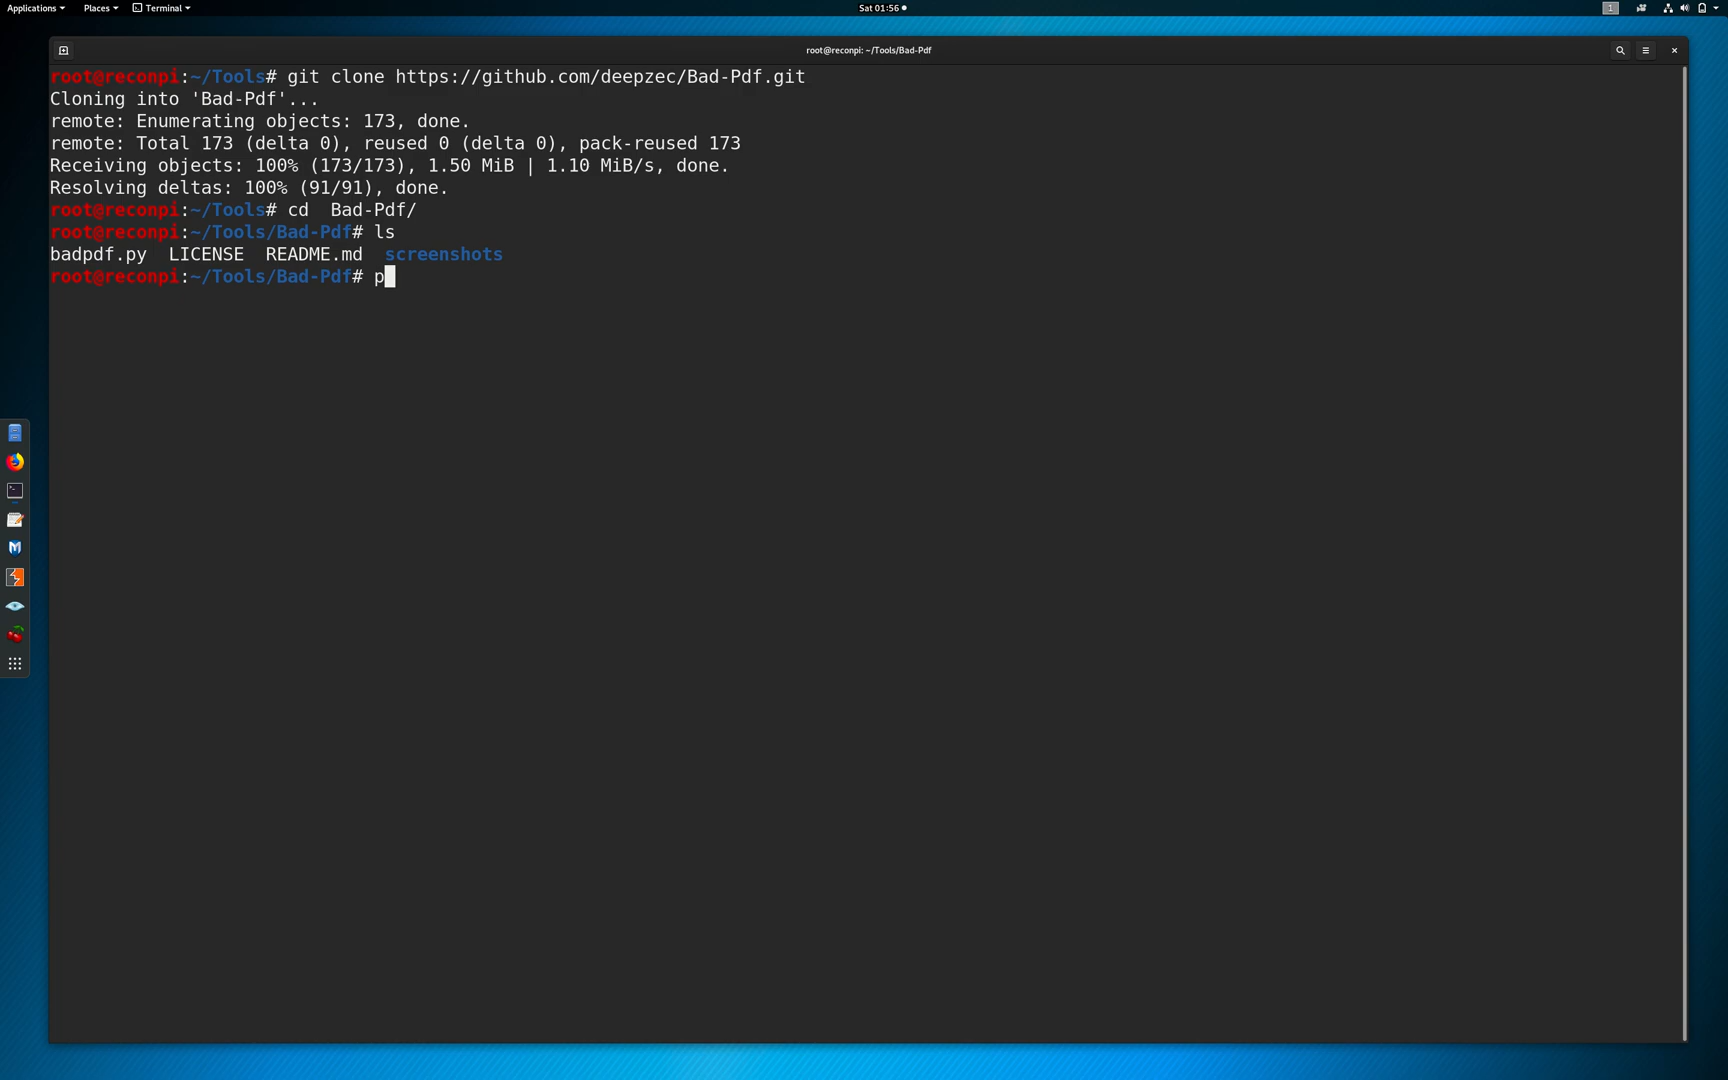 Applications Places Terminal Sat 01:56 1
root@reconpi: ~/Tools/Bad-Pdf
root@reconpi:~/Tools# git clone https://github.com/deepzec/Bad-Pdf.git
Cloning into 'Bad-Pdf'...
remote: Enumerating objects: 173, done.
remote: Total 173 (delta 0), reused 0 (delta 0), pack-reused 173
Receiving objects: 100% (173/173), 1.50 MiB | 1.10 MiB/s, done.
Resolving deltas: 100% (91/91), done.
root@reconpi:~/Tools# cd  Bad-Pdf/
root@reconpi:~/Tools/Bad-Pdf# ls
badpdf.py  LICENSE  README.md  screenshots
root@reconpi:~/Tools/Bad-Pdf# p